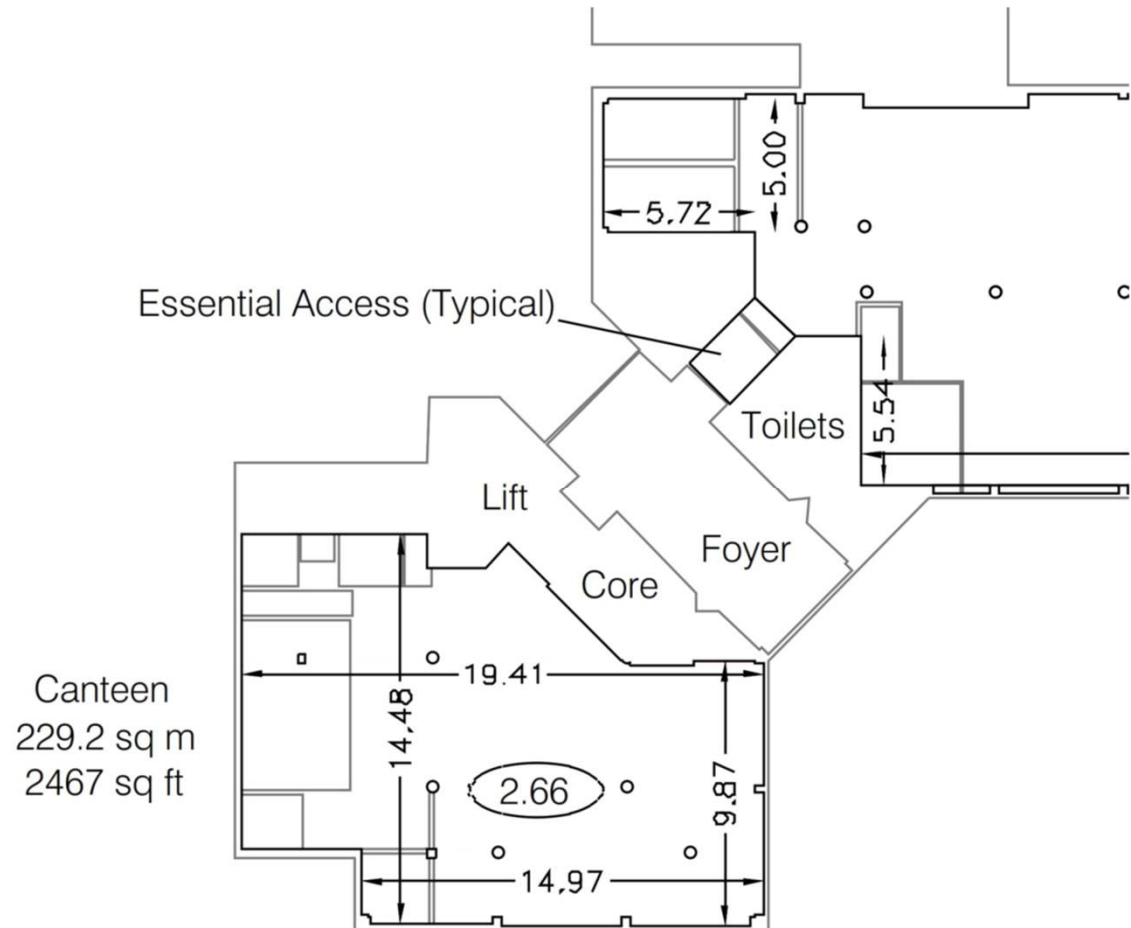 5.00
5.72
Essential Access (Typical)
Toilets
5.54
Lift
Foyer
Core
19.41
Canteen
229.2 sq m
2467 sq ft
14,48
2.66
9.87
14,97